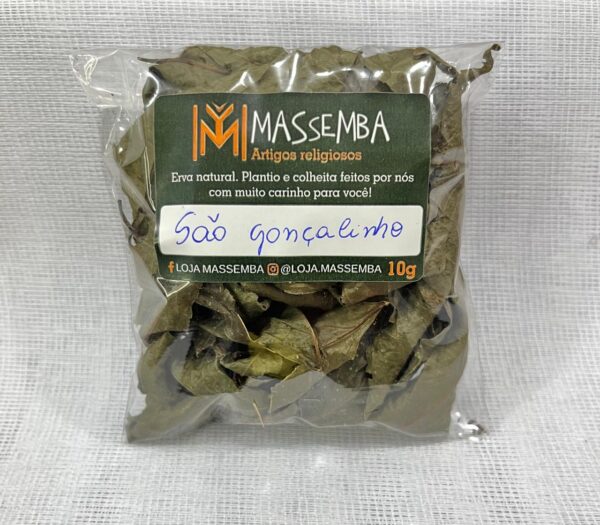 MASSEMBA
Artigos religiosos
Erva natural. Plantio e colheita feitos por nós
com muito carinho para você!
São gonçalinho
LOJA MASSEMBA @LOJA.MASSEMBA 10g